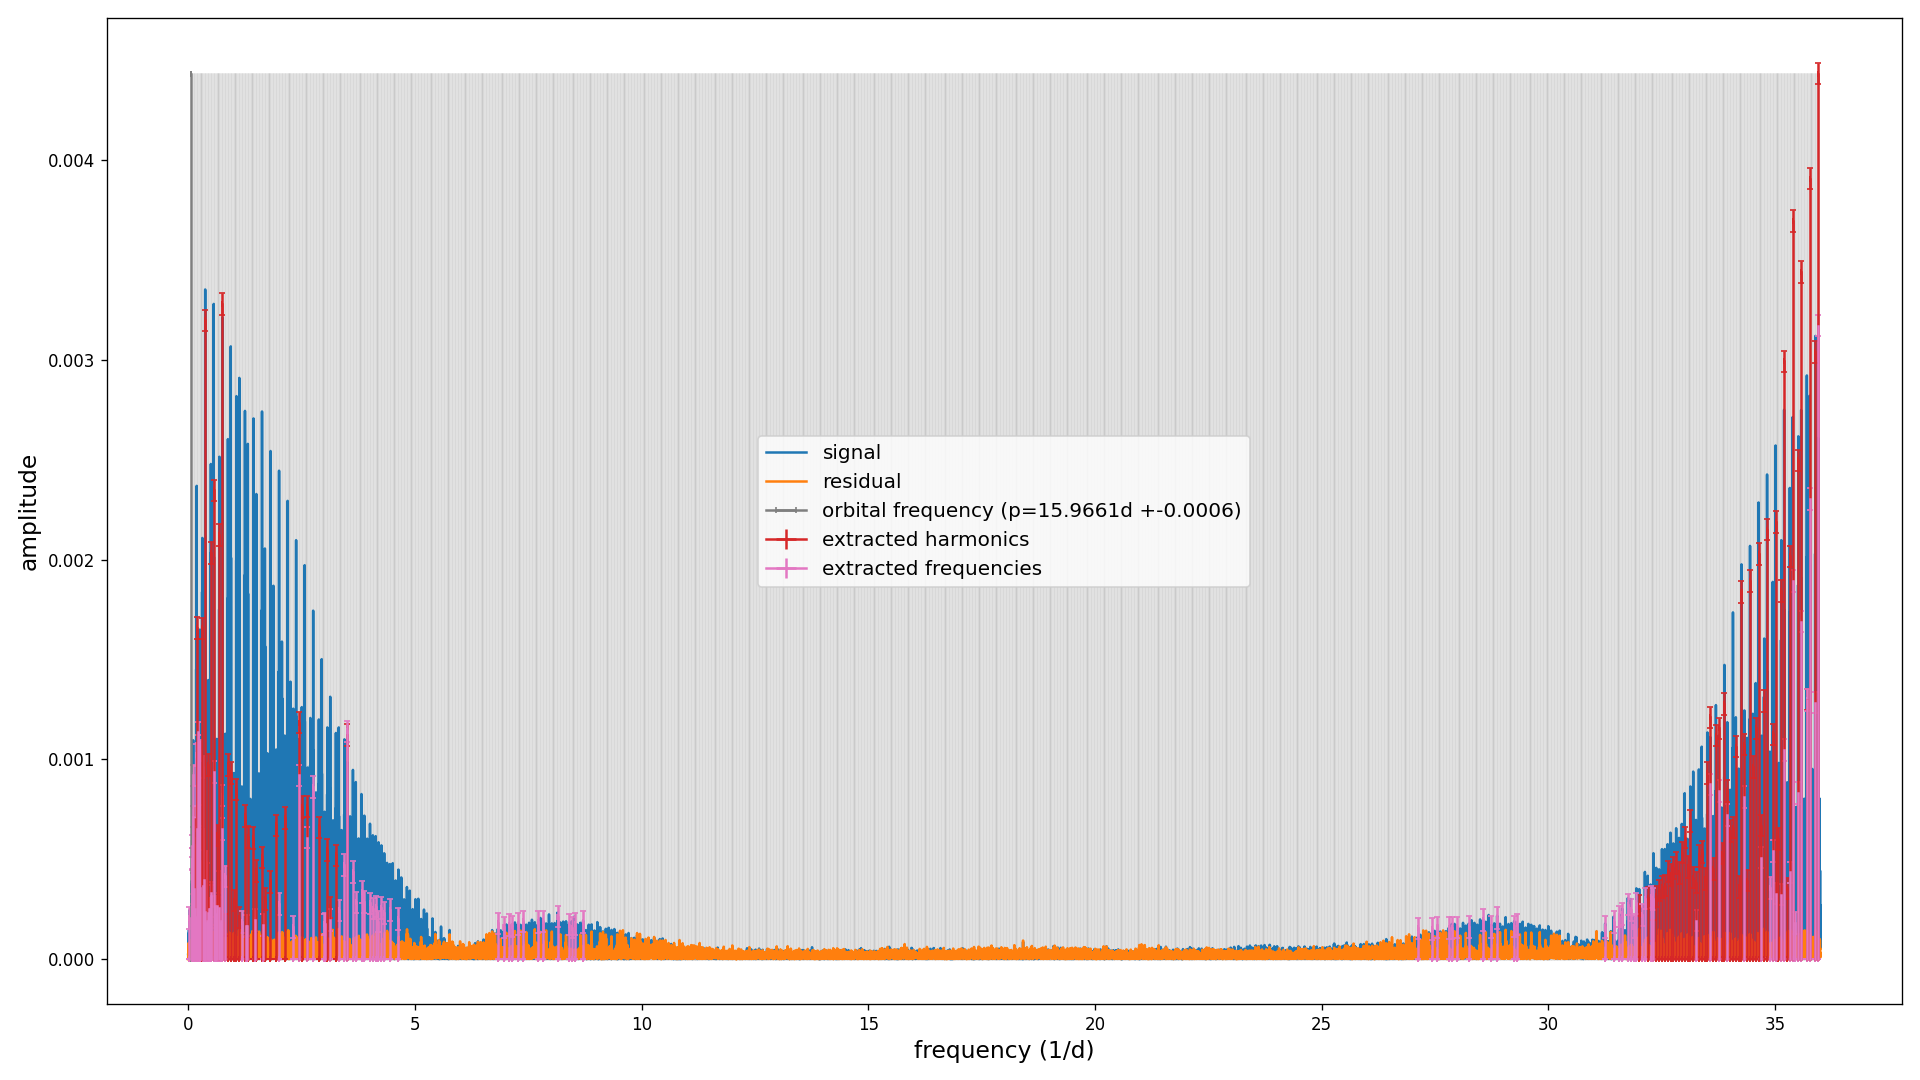 0.004
0.003
0.002
0.001
0.000
amplitude
signal
residual
orbital frequency (p=15.9661d +-0.0006)
extracted harmonics
extracted frequencies
0 5 10 15 20 25 30 35
frequency (1/d)